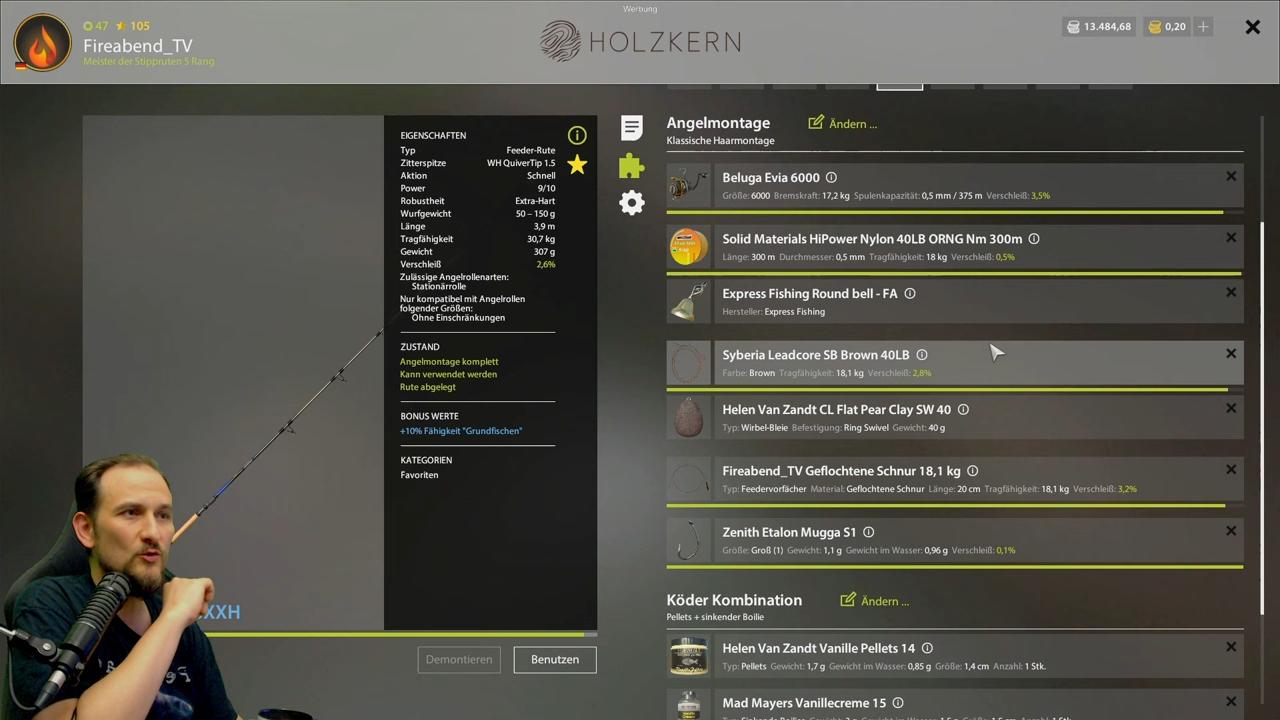 Werbung
47 105
Fireabend_TV
Meister der Stippruten 5 Rang
HOLZKERN
13.484,68
0,20
EIGENSCHAFTEN
Typ Feeder-Rute
Zitterspitze WH QuiverTip 1.5
Aktion Schnell
Power 9/10
Robustheit Extra-Hart
Wurfgewicht 50 – 150 g
Länge 3,9 m
Tragfähigkeit 30,7 kg
Gewicht 307 g
Verschleiß 2,6%
Zulässige Angelrollenarten:
Stationärrolle
Nur kompatibel mit Angelrollen
folgender Größen:
Ohne Einschränkungen
ZUSTAND
Angelmontage komplett
Kann verwendet werden
Rute abgelegt
BONUS WERTE
+10% Fähigkeit "Grundfischen"
KATEGORIEN
Favoriten
XXH
Demontieren
Benutzen
Angelmontage Ändern ...
Klassische Haarmontage
Beluga Evia 6000
Größe: 6000 Bremskraft: 17,2 kg Spulenkapazität: 0,5 mm / 375 m Verschleiß: 3,5%
Solid Materials HiPower Nylon 40LB ORNG Nm 300m
Länge: 300 m Durchmesser: 0,5 mm Tragfähigkeit: 18 kg Verschleiß: 0,5%
Express Fishing Round bell - FA
Hersteller: Express Fishing
Syberia Leadcore SB Brown 40LB
Farbe: Brown Tragfähigkeit: 18,1 kg Verschleiß: 2,8%
Helen Van Zandt CL Flat Pear Clay SW 40
Typ: Wirbel-Bleie Befestigung: Ring Swivel Gewicht: 40 g
Fireabend_TV Geflochtene Schnur 18,1 kg
Typ: Feedervorfächer Material: Geflochtene Schnur Länge: 20 cm Tragfähigkeit: 18,1 kg Verschleiß: 3,2%
Zenith Etalon Mugga S1
Größe: Groß (1) Gewicht: 1,1 g Gewicht im Wasser: 0,96 g Verschleiß: 0,1%
Köder Kombination Ändern ...
Pellets + sinkender Boilie
Helen Van Zandt Vanille Pellets 14
Typ: Pellets Gewicht: 1,7 g Gewicht im Wasser: 0,85 g Größe: 1,4 cm Anzahl: 1 Stk.
Mad Mayers Vanillecreme 15